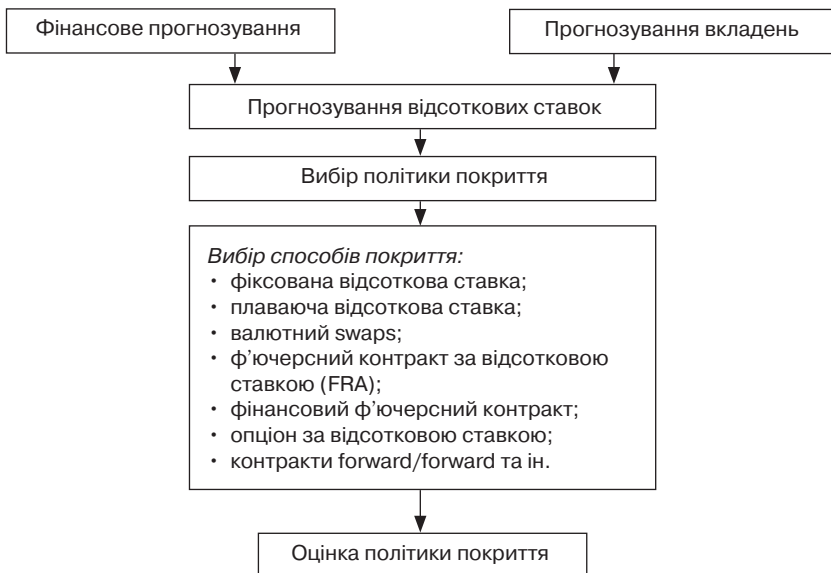 Фінансове прогнозування
Прогнозування вкладень
Прогнозування відсоткових ставок
Вибір політики покриття
Вибір способів покриття:
• фіксована відсоткова ставка;
• плаваюча відсоткова ставка;
• валютний swaps;
• ф’ючерсний контракт за відсотковою
ставкою (FRA);
• фінансовий ф’ючерсний контракт;
• опціон за відсотковою ставкою;
• контракти forward/forward та ін.
Оцінка політики покриття